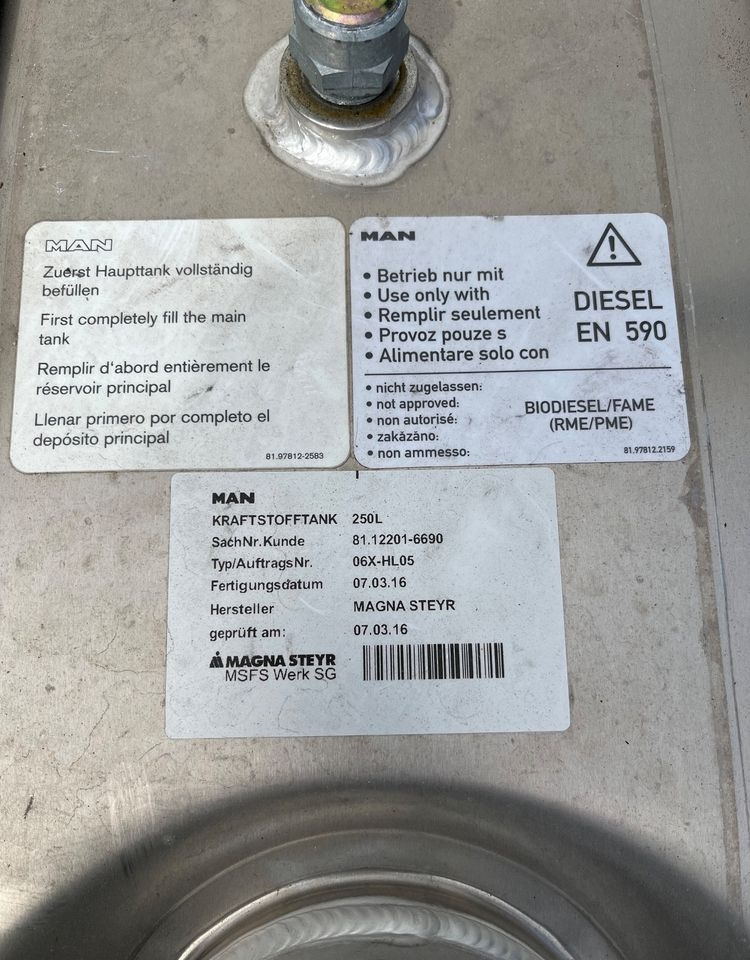 MAN
Zuerst Haupttank vollständig
befüllen
First completely fill the main
tank
Remplir d'abord entièrement le
réservoir principal
Llenar primero por completo el
depósito principal
81.97812-2583
MAN
• Betrieb nur mit
• Use only with
• Remplir seulement
• Provoz pouze s
• Alimentare solo con
DIESEL
EN 590
• nicht zugelassen:
• not approved:
• non autorisé:
• zakázáno:
• non ammesso:
BIODIESEL/FAME
(RME/PME)
81.97812.2159
MAN
KRAFTSTOFFTANK 250L
SachNr.Kunde 81.12201-6690
Typ/AuftragsNr. 06X-HL05
Fertigungsdatum 07.03.16
Hersteller MAGNA STEYR
geprüft am: 07.03.16
MAGNA STEYR
MSFS Werk SG